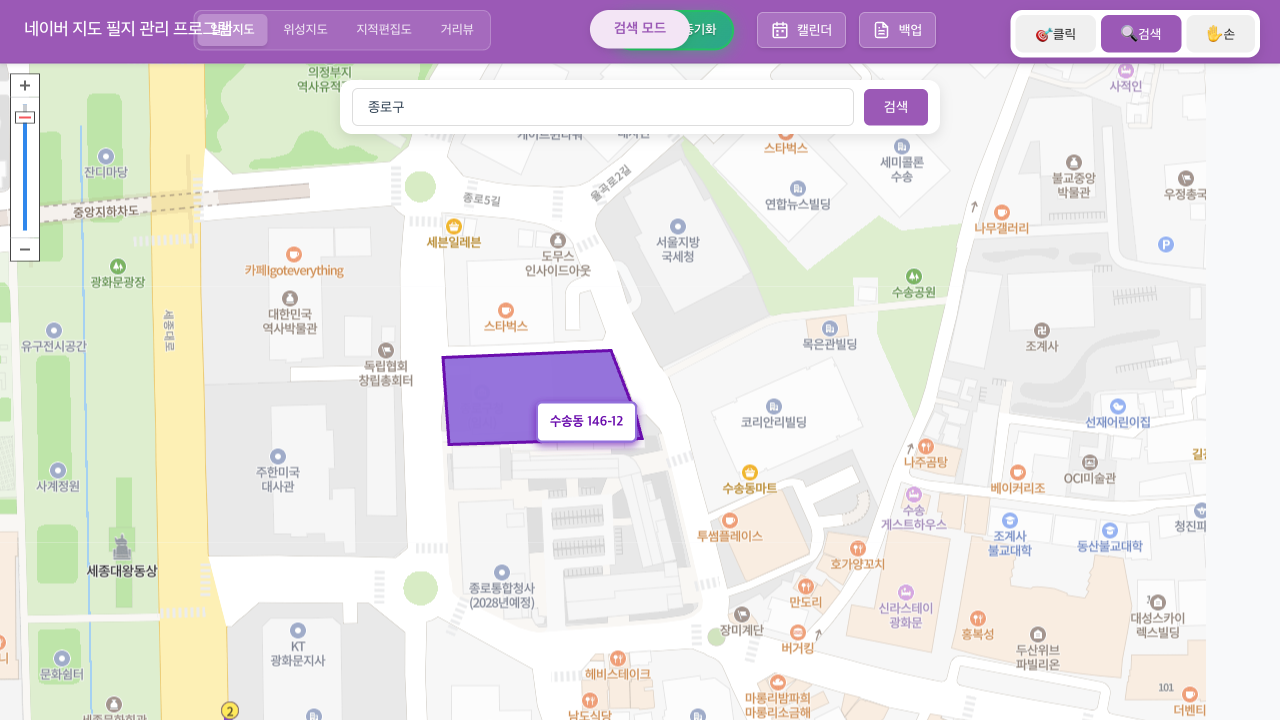 네이버 지도 필지 관리 프로그램
일반지도
위성지도
지적편집도
거리뷰
검색 모드
동기화
캘린더
백업
클릭
검색
손
종로구
검색
의정부지
역사유적
사적인
스타벅스
세미콜론
수송
잔디마당
중앙지하차도
종로5길
율곡로2길
연합뉴스빌딩
불교중앙
박물관
우정총국
나무갤러리
세븐일레븐
도무스
인사이드아웃
서울지방
국세청
P
카페Igoteverything
광화문광장
수송공원
대한민국
역사박물관
스타벅스
세종대로
유구전시공간
목은관빌딩
조계사
독립협회
창립총회터
수송동 146-12
코리안리빌딩
선재어린이집
나주곰탕
주한미국
대사관
사계정원
수송동마트
베이커리조
OCI미술관
수송
게스트하우스
투썸플레이스
조계사
불교대학
동산불교대학
청진파
호가양꼬치
세종대왕동상
종로통합청사
(2028년예정)
만도리
신라스테이
광화문
장미계단
대성스카이
렉스빌딩
홍복성
버거킹
두산위브
파빌리온
KT
광화문지사
문화쉼터
니
헤비스테이크
마롱리밤파회
마롱리소금해
101
더벤티
남도식당
2
세종문화회관